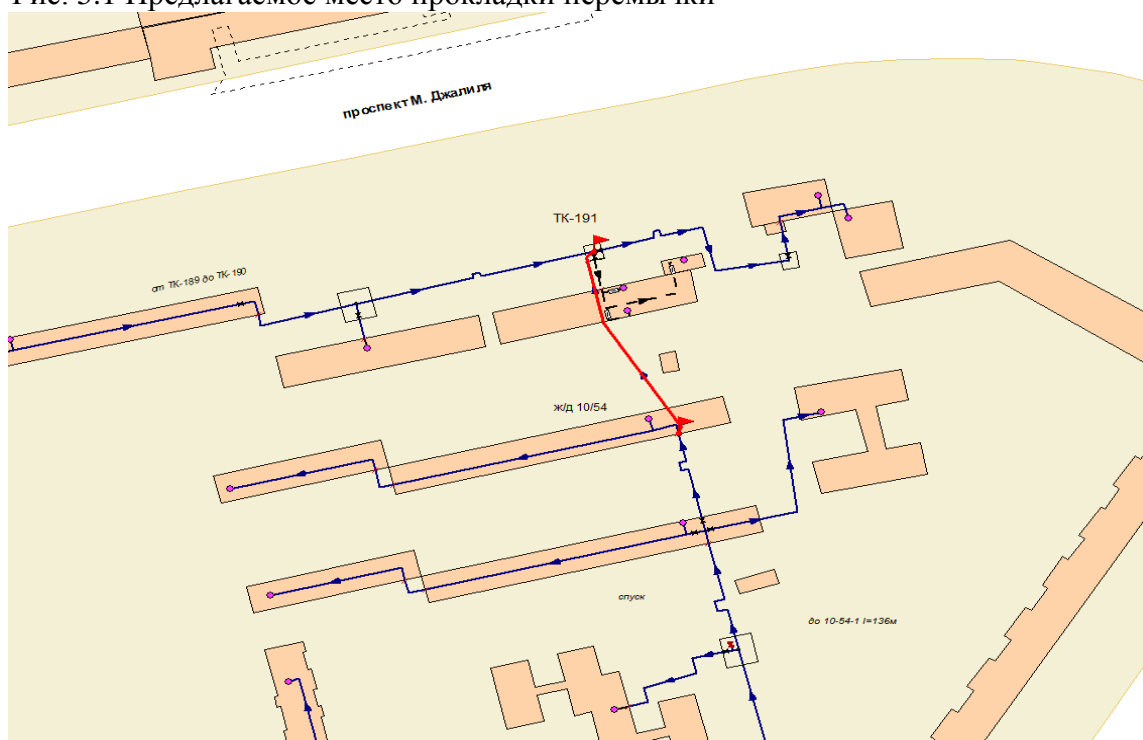 Рис. 3.1 Предлагаемое место прокладки перемычки
проспект М. Джалиля
ТК-191
от ТК-189 до ТК-190
ж/д 10/54
спуск
до 10-54-1 l=136м